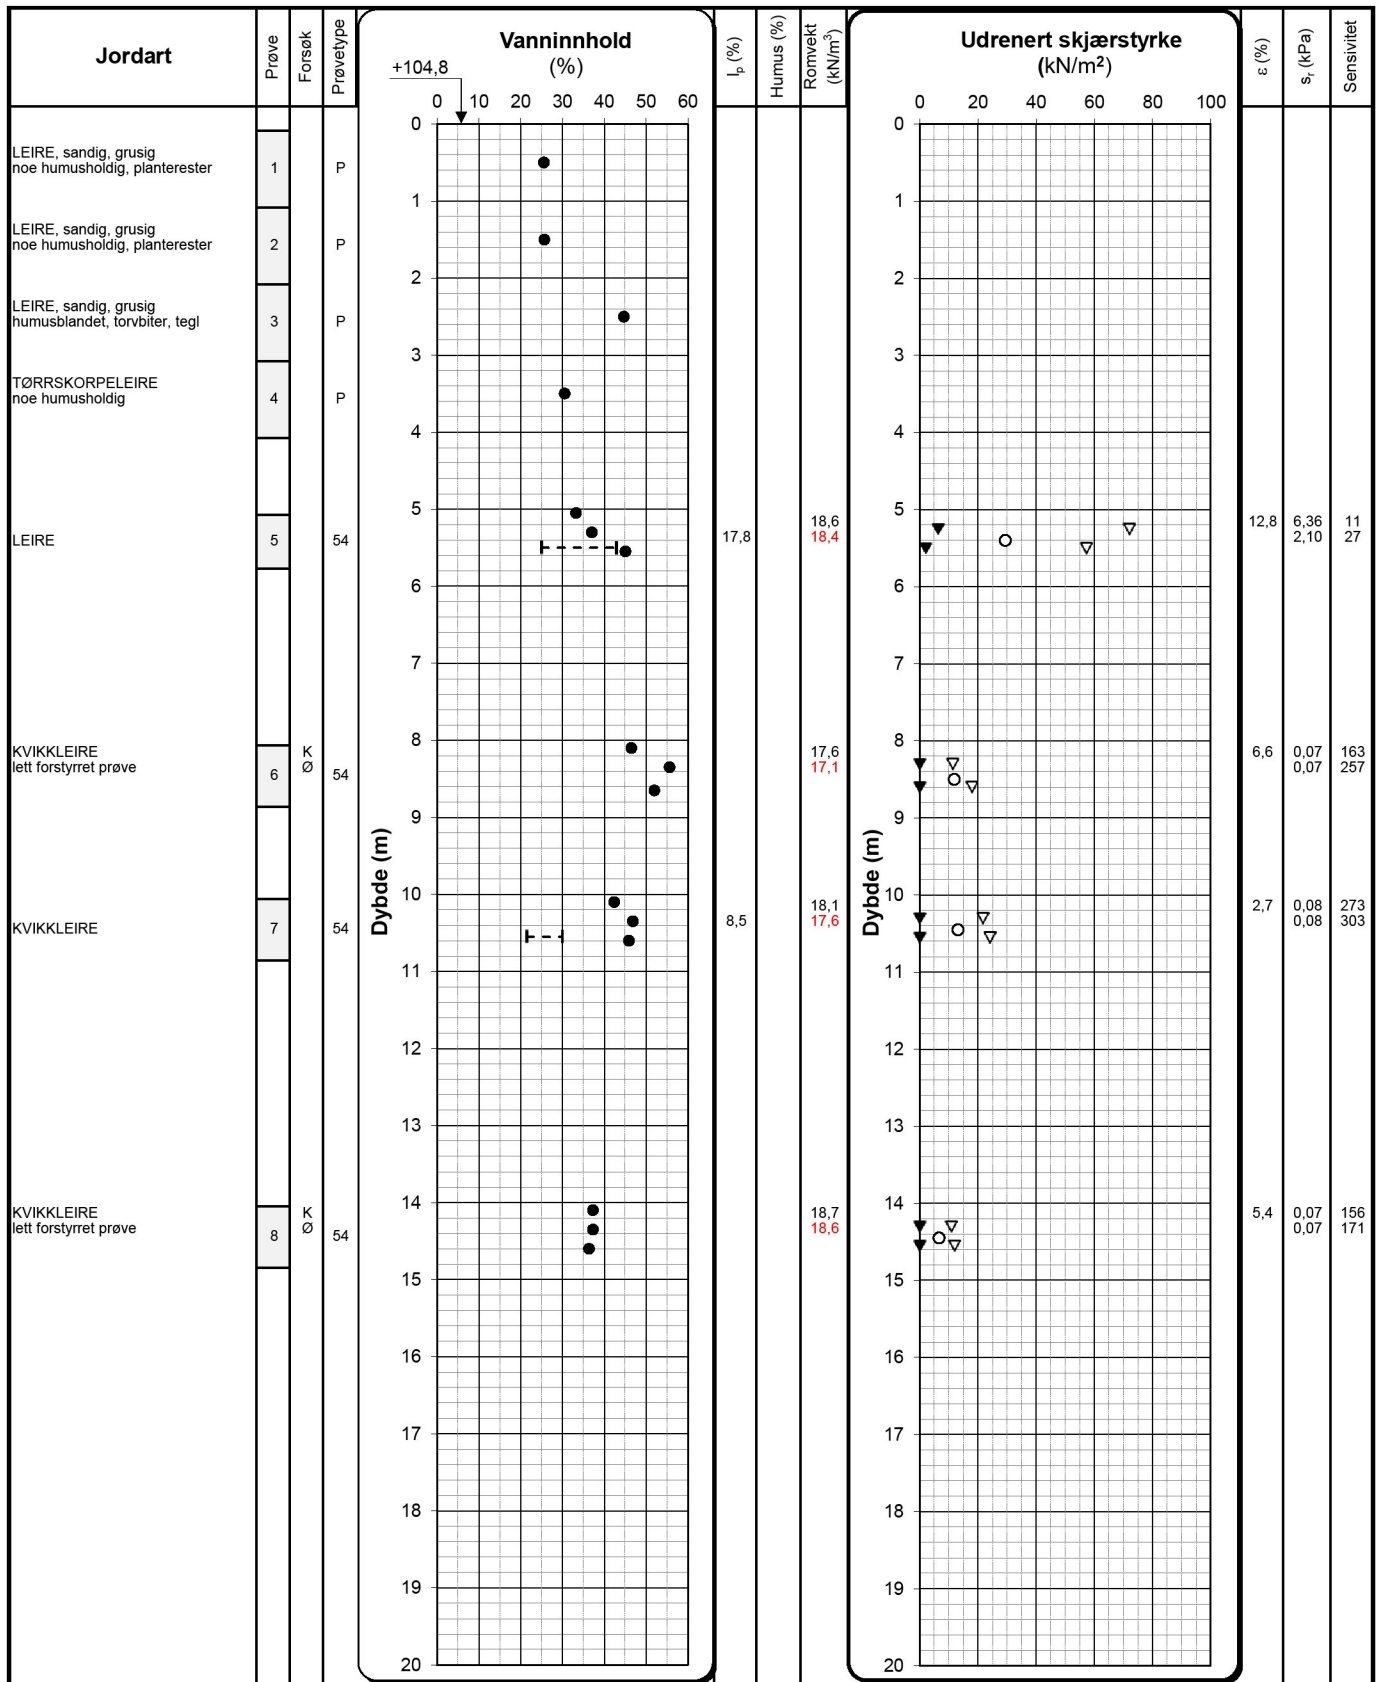 Jordart
Prøve
Forsøk
Prøvetype
Vanninnhold
(%)
+104,8
0 10 20 30 40 50 60
Iₚ (%)
Humus (%)
Romvekt
(kN/m³)
Udrenert skjærstyrke
(kN/m²)
0 20 40 60 80 100
ε (%)
sᵣ (kPa)
Sensivitet
Dybde (m)
0
1
2
3
4
5
6
7
8
9
10
11
12
13
14
15
16
17
18
19
20
Dybde (m)
0
1
2
3
4
5
6
7
8
9
10
11
12
13
14
15
16
17
18
19
20
LEIRE, sandig, grusig
noe humusholdig, planterester
1 P
LEIRE, sandig, grusig
noe humusholdig, planterester
2 P
LEIRE, sandig, grusig
humusblandet, torvbiter, tegl
3 P
TØRRSKORPELEIRE
noe humusholdig
4 P
LEIRE
5 54
17,8
18,6 12,8 6,36 11
18,4 2,10 27
KVIKKLEIRE
lett forstyrret prøve
6
K
Ø
54
17,6 6,6 0,07 163
17,1 0,07 257
KVIKKLEIRE
7 54
8,5
18,1 2,7 0,08 273
17,6 0,08 303
KVIKKLEIRE
lett forstyrret prøve
8
K
Ø
54
18,7 5,4 0,07 156
18,6 0,07 171